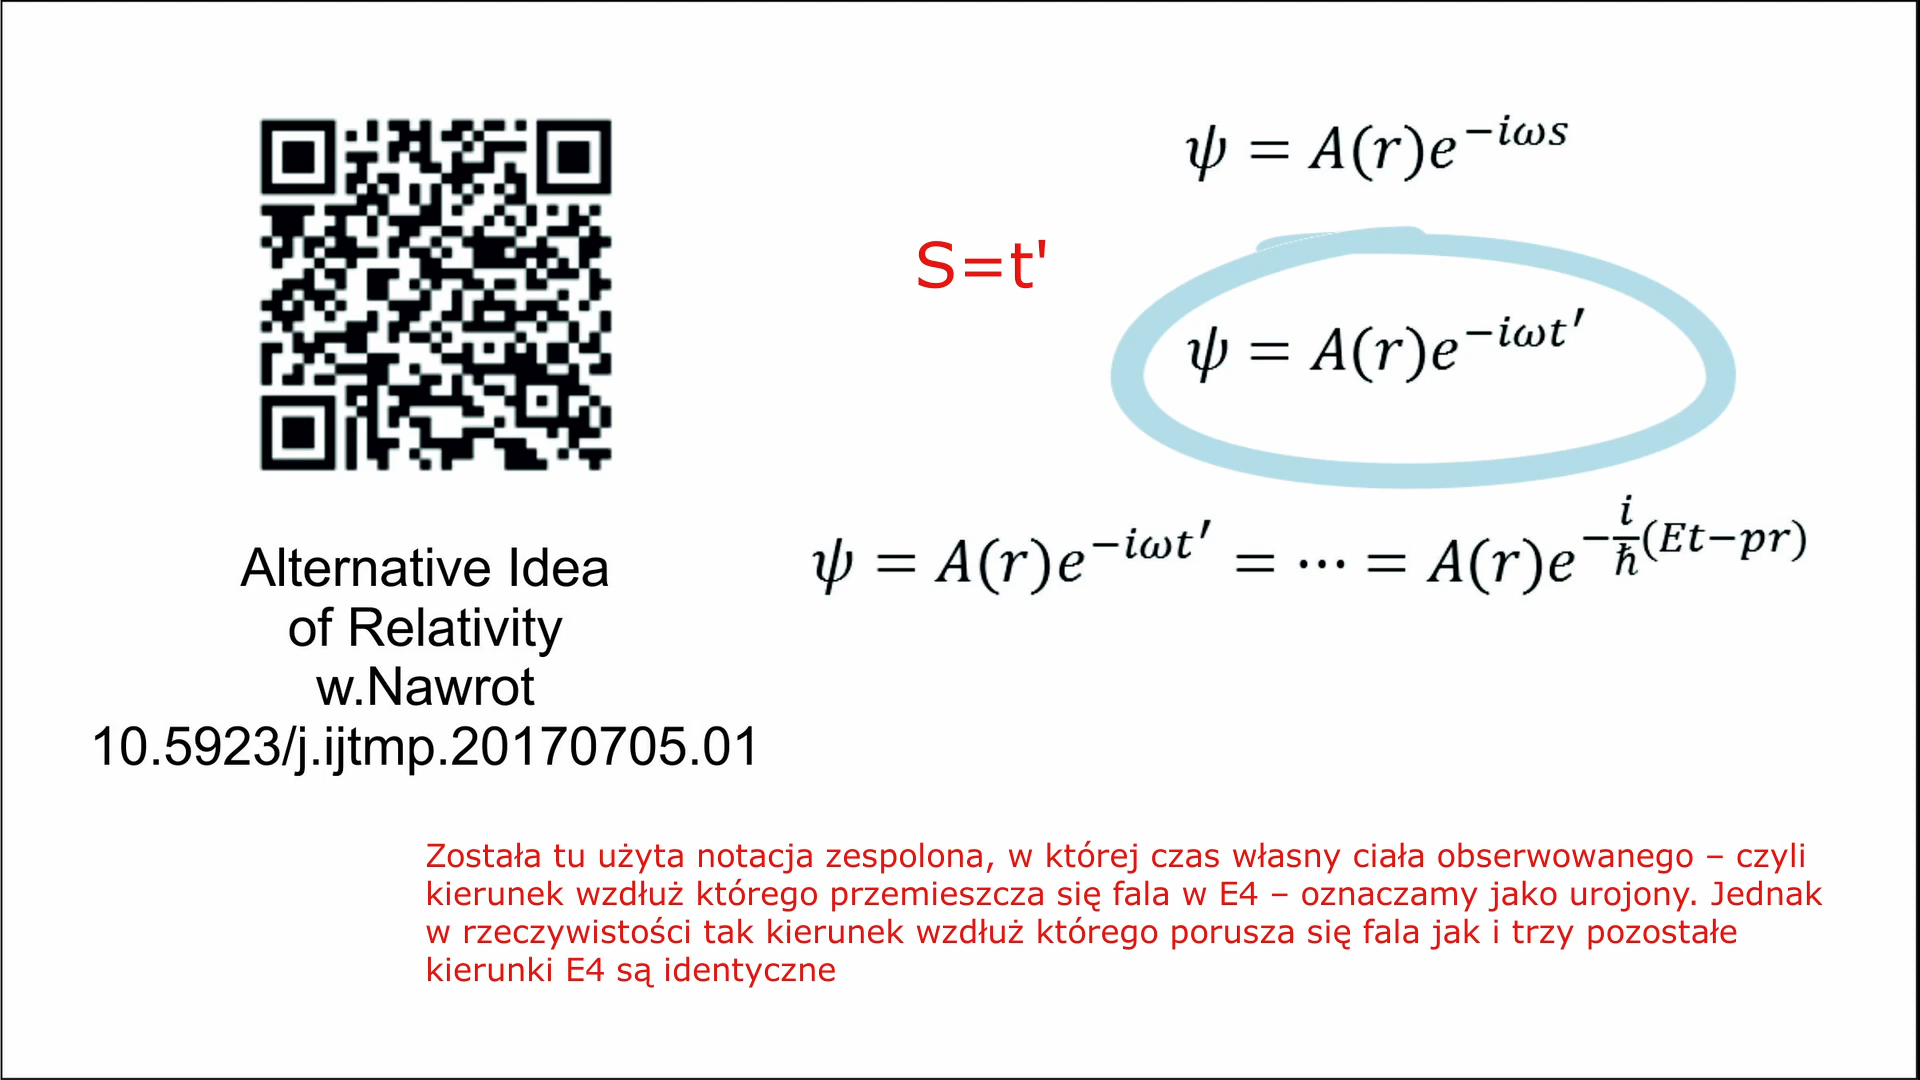 ψ = A(r)e^{−iωs}
S=t'
ψ = A(r)e^{−iωt′}
ψ = A(r)e^{−iωt′} = ⋯ = A(r)e^{−\frac{i}{ħ}(Et−pr)}
Alternative Idea
of Relativity
w.Nawrot
10.5923/j.ijtmp.20170705.01
Została tu użyta notacja zespolona, w której czas własny ciała obserwowanego – czyli
kierunek wzdłuż którego przemieszcza się fala w E4 – oznaczamy jako urojony. Jednak
w rzeczywistości tak kierunek wzdłuż którego porusza się fala jak i trzy pozostałe
kierunki E4 są identyczne